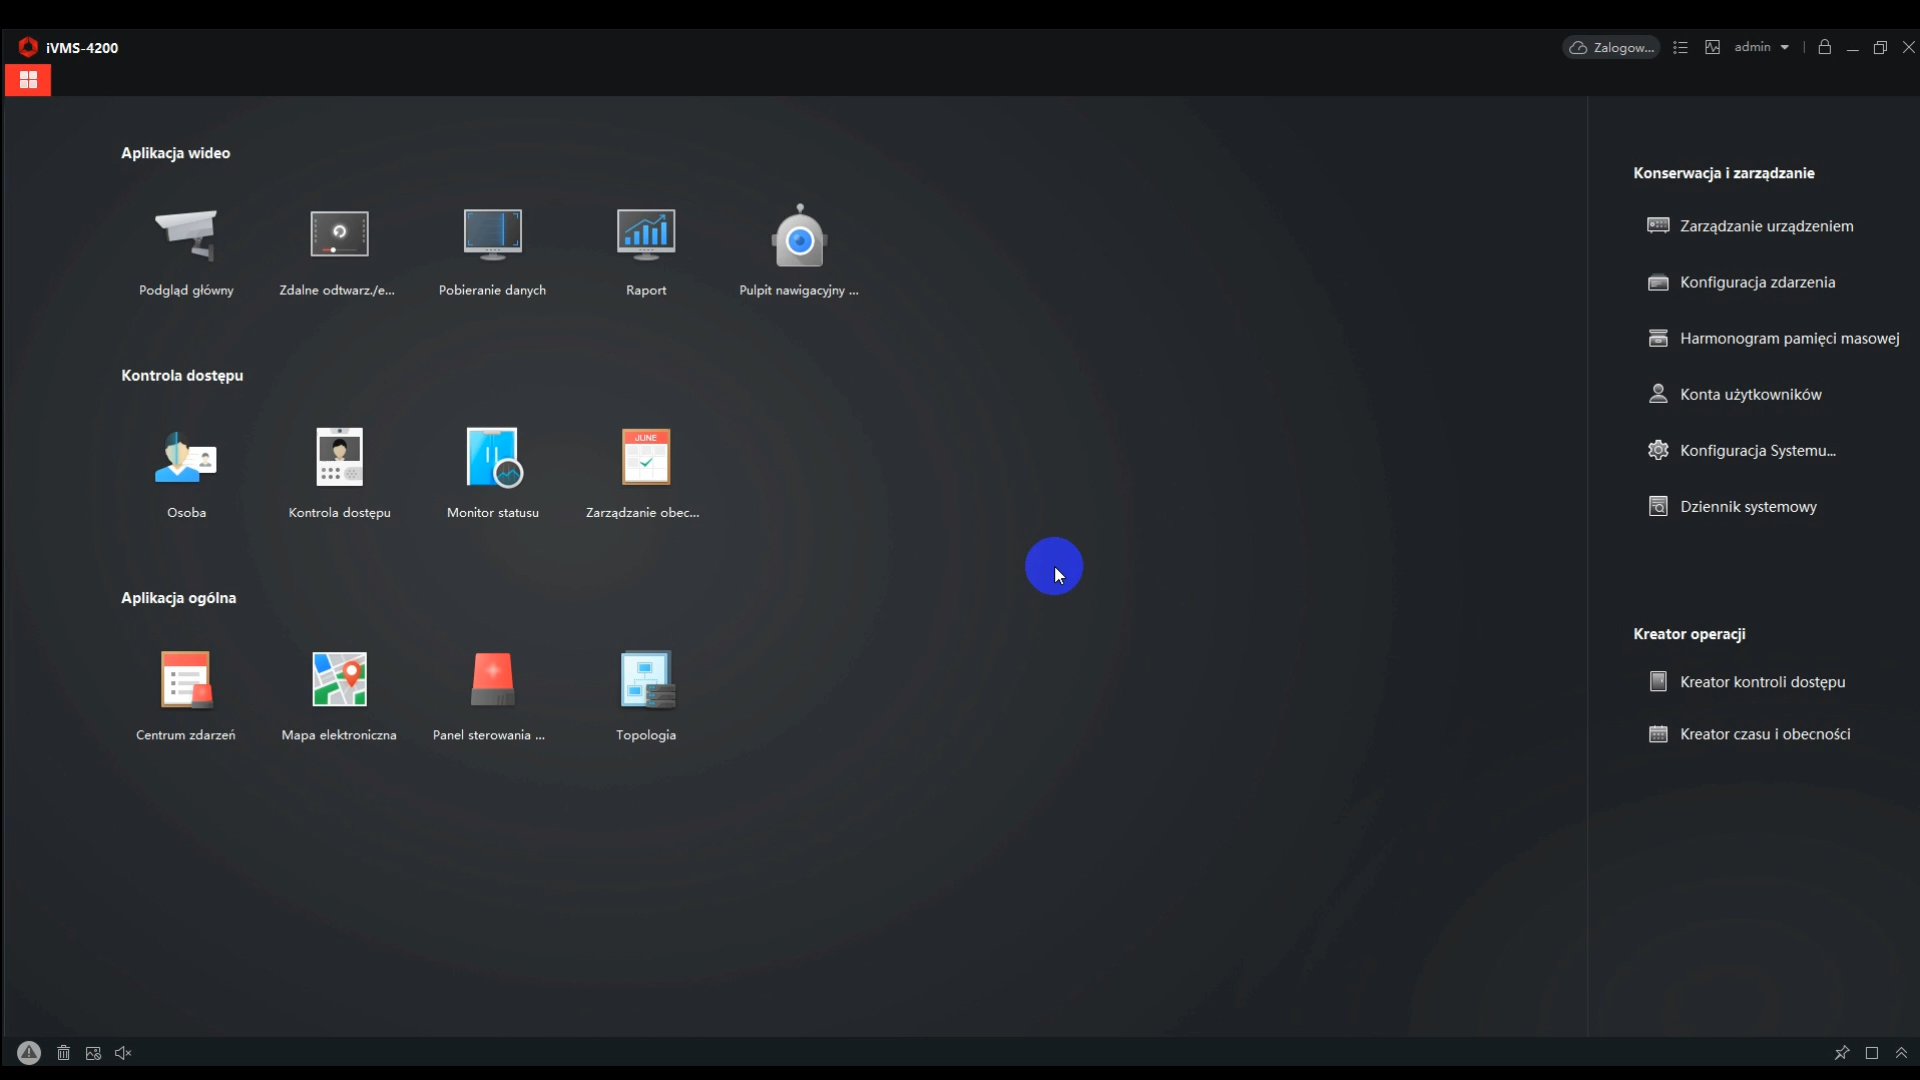 iVMS-4200
Zalogow...
admin
Aplikacja wideo
Podgląd główny
Zdalne odtwarz./e...
Pobieranie danych
Raport
Pulpit nawigacyjny ...
Kontrola dostępu
JUNE
Osoba
Kontrola dostępu
Monitor statusu
Zarządzanie obec...
Aplikacja ogólna
Centrum zdarzeń
Mapa elektroniczna
Panel sterowania ...
Topologia
Konserwacja i zarządzanie
Zarządzanie urządzeniem
Konfiguracja zdarzenia
Harmonogram pamięci masowej
Konta użytkowników
Konfiguracja Systemu...
Dziennik systemowy
Kreator operacji
Kreator kontroli dostępu
Kreator czasu i obecności